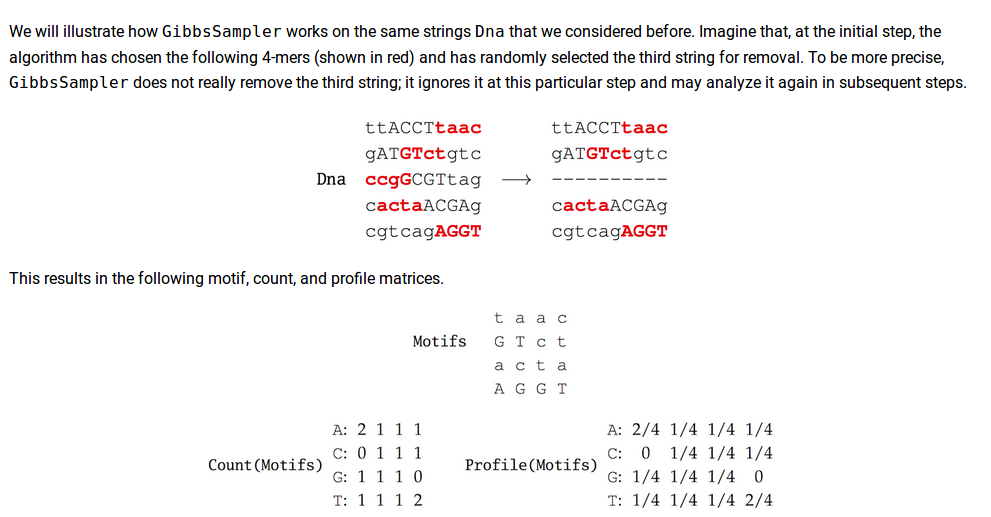 We will illustrate how GibbsSampler works on the same strings Dna that we considered before. Imagine that, at the initial step, the
algorithm has chosen the following 4-mers (shown in red) and has randomly selected the third string for removal. To be more precise,
GibbsSampler does not really remove the third string; it ignores it at this particular step and may analyze it again in subsequent steps.
ttACCTtaac ttACCTtaac
gATGTctgtc gATGTctgtc
Dna ccgGCGTtag → ----------
cactaACGAg cactaACGAg
cgtcagAGGT cgtcagAGGT
This results in the following motif, count, and profile matrices.
t a a c
Motifs G T c t
a c t a
A G G T
A: 2 1 1 1 A: 2/4 1/4 1/4 1/4
C: 0 1 1 1 C: 0 1/4 1/4 1/4
Count(Motifs) Profile(Motifs)
G: 1 1 1 0 G: 1/4 1/4 1/4 0
T: 1 1 1 2 T: 1/4 1/4 1/4 2/4